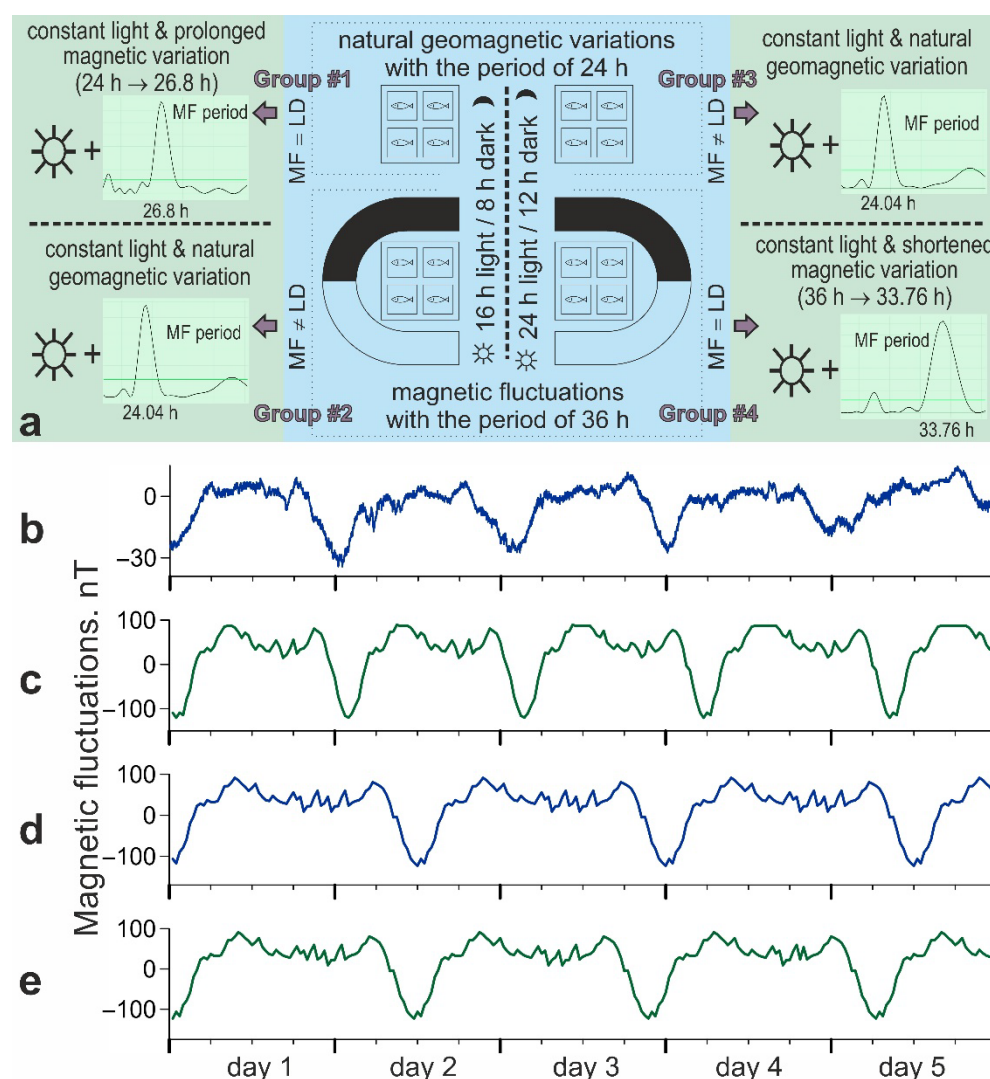 constant light & prolonged
magnetic variation
(24 h → 26.8 h)
Group #1
MF period
+
26.8 h
constant light & natural
geomagnetic variation
MF period
+
24.04 h
Group #2
a
natural geomagnetic variations
with the period of 24 h
MF = LD
MF ≠ LD
16 h light / 8 h dark
24 h light / 12 h dark
MF ≠ LD
MF = LD
magnetic fluctuations
with the period of 36 h
constant light & natural
geomagnetic variation
Group #3
MF period
+
24.04 h
constant light & shortened
magnetic variation
(36 h → 33.76 h)
MF period
+
Group #4
33.76 h
Magnetic fluctuations. nT
b
0
–30
c
100
0
–100
d
100
0
–100
e
100
0
–100
day 1 day 2 day 3 day 4 day 5